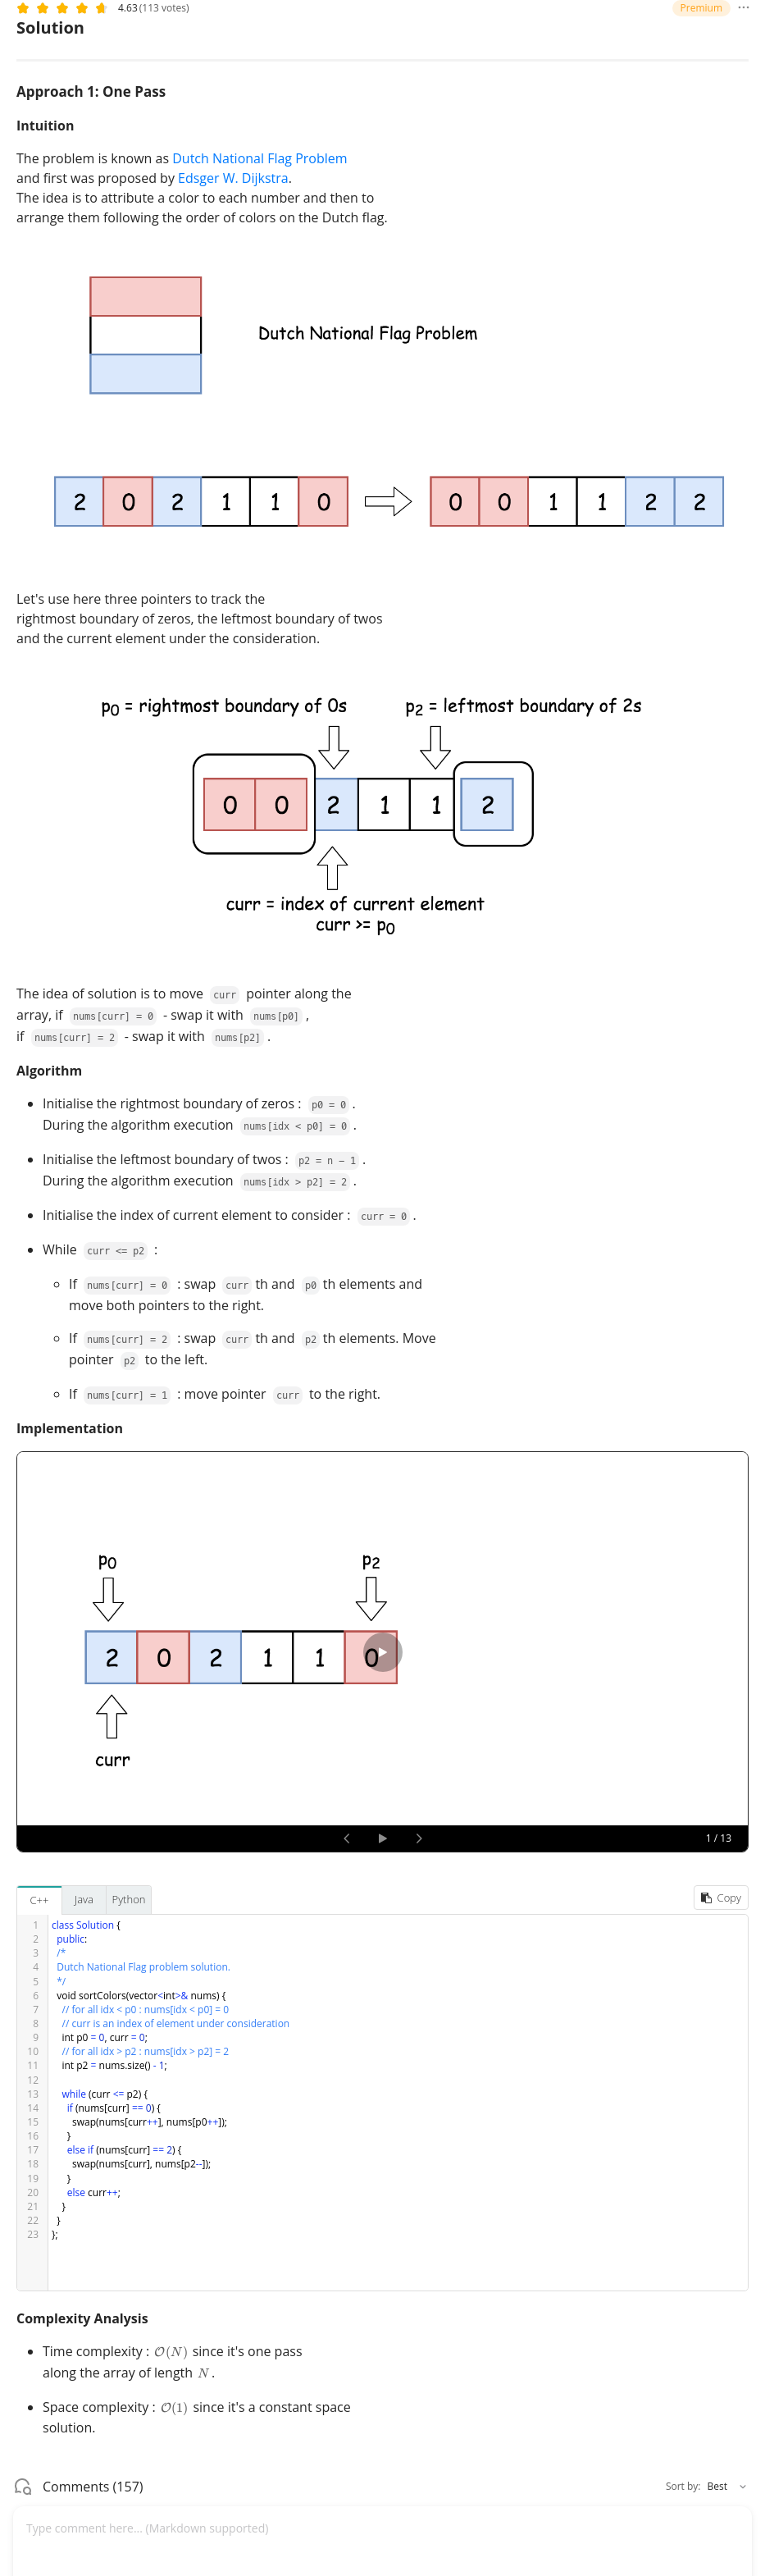 4.63 (113 votes)
Premium
Solution
Approach 1: One Pass
Intuition
The problem is known as Dutch National Flag Problem
and first was proposed by Edsger W. Dijkstra.
The idea is to attribute a color to each number and then to
arrange them following the order of colors on the Dutch flag.
Dutch National Flag Problem
2 0 2 1 1 0 0 0 1 1 2 2
Let's use here three pointers to track the
rightmost boundary of zeros, the leftmost boundary of twos
and the current element under the consideration.
p0 = rightmost boundary of 0s p2 = leftmost boundary of 2s
0 0 2 1 1 2
curr = index of current element
curr >= p0
The idea of solution is to move curr pointer along the
array, if nums[curr] = 0 - swap it with nums[p0] ,
if nums[curr] = 2 - swap it with nums[p2] .
Algorithm
• Initialise the rightmost boundary of zeros : p0 = 0 .
During the algorithm execution nums[idx < p0] = 0 .
• Initialise the leftmost boundary of twos : p2 = n - 1 .
During the algorithm execution nums[idx > p2] = 2 .
• Initialise the index of current element to consider : curr = 0 .
• While curr <= p2 :
◦ If nums[curr] = 0 : swap curr th and p0 th elements and
move both pointers to the right.
◦ If nums[curr] = 2 : swap curr th and p2 th elements. Move
pointer p2 to the left.
◦ If nums[curr] = 1 : move pointer curr to the right.
Implementation
p0 p2
2 0 2 1 1 0
curr
1 / 13
C++ Java Python
Copy
1 class Solution {
2 public:
3 /*
4 Dutch National Flag problem solution.
5 */
6 void sortColors(vector<int>& nums) {
7 // for all idx < p0 : nums[idx < p0] = 0
8 // curr is an index of element under consideration
9 int p0 = 0, curr = 0;
10 // for all idx > p2 : nums[idx > p2] = 2
11 int p2 = nums.size() - 1;
12
13 while (curr <= p2) {
14 if (nums[curr] == 0) {
15 swap(nums[curr++], nums[p0++]);
16 }
17 else if (nums[curr] == 2) {
18 swap(nums[curr], nums[p2--]);
19 }
20 else curr++;
21 }
22 }
23 };
Complexity Analysis
• Time complexity : O(N) since it's one pass
along the array of length N .
• Space complexity : O(1) since it's a constant space
solution.
Comments (157)
Sort by: Best
Type comment here... (Markdown supported)